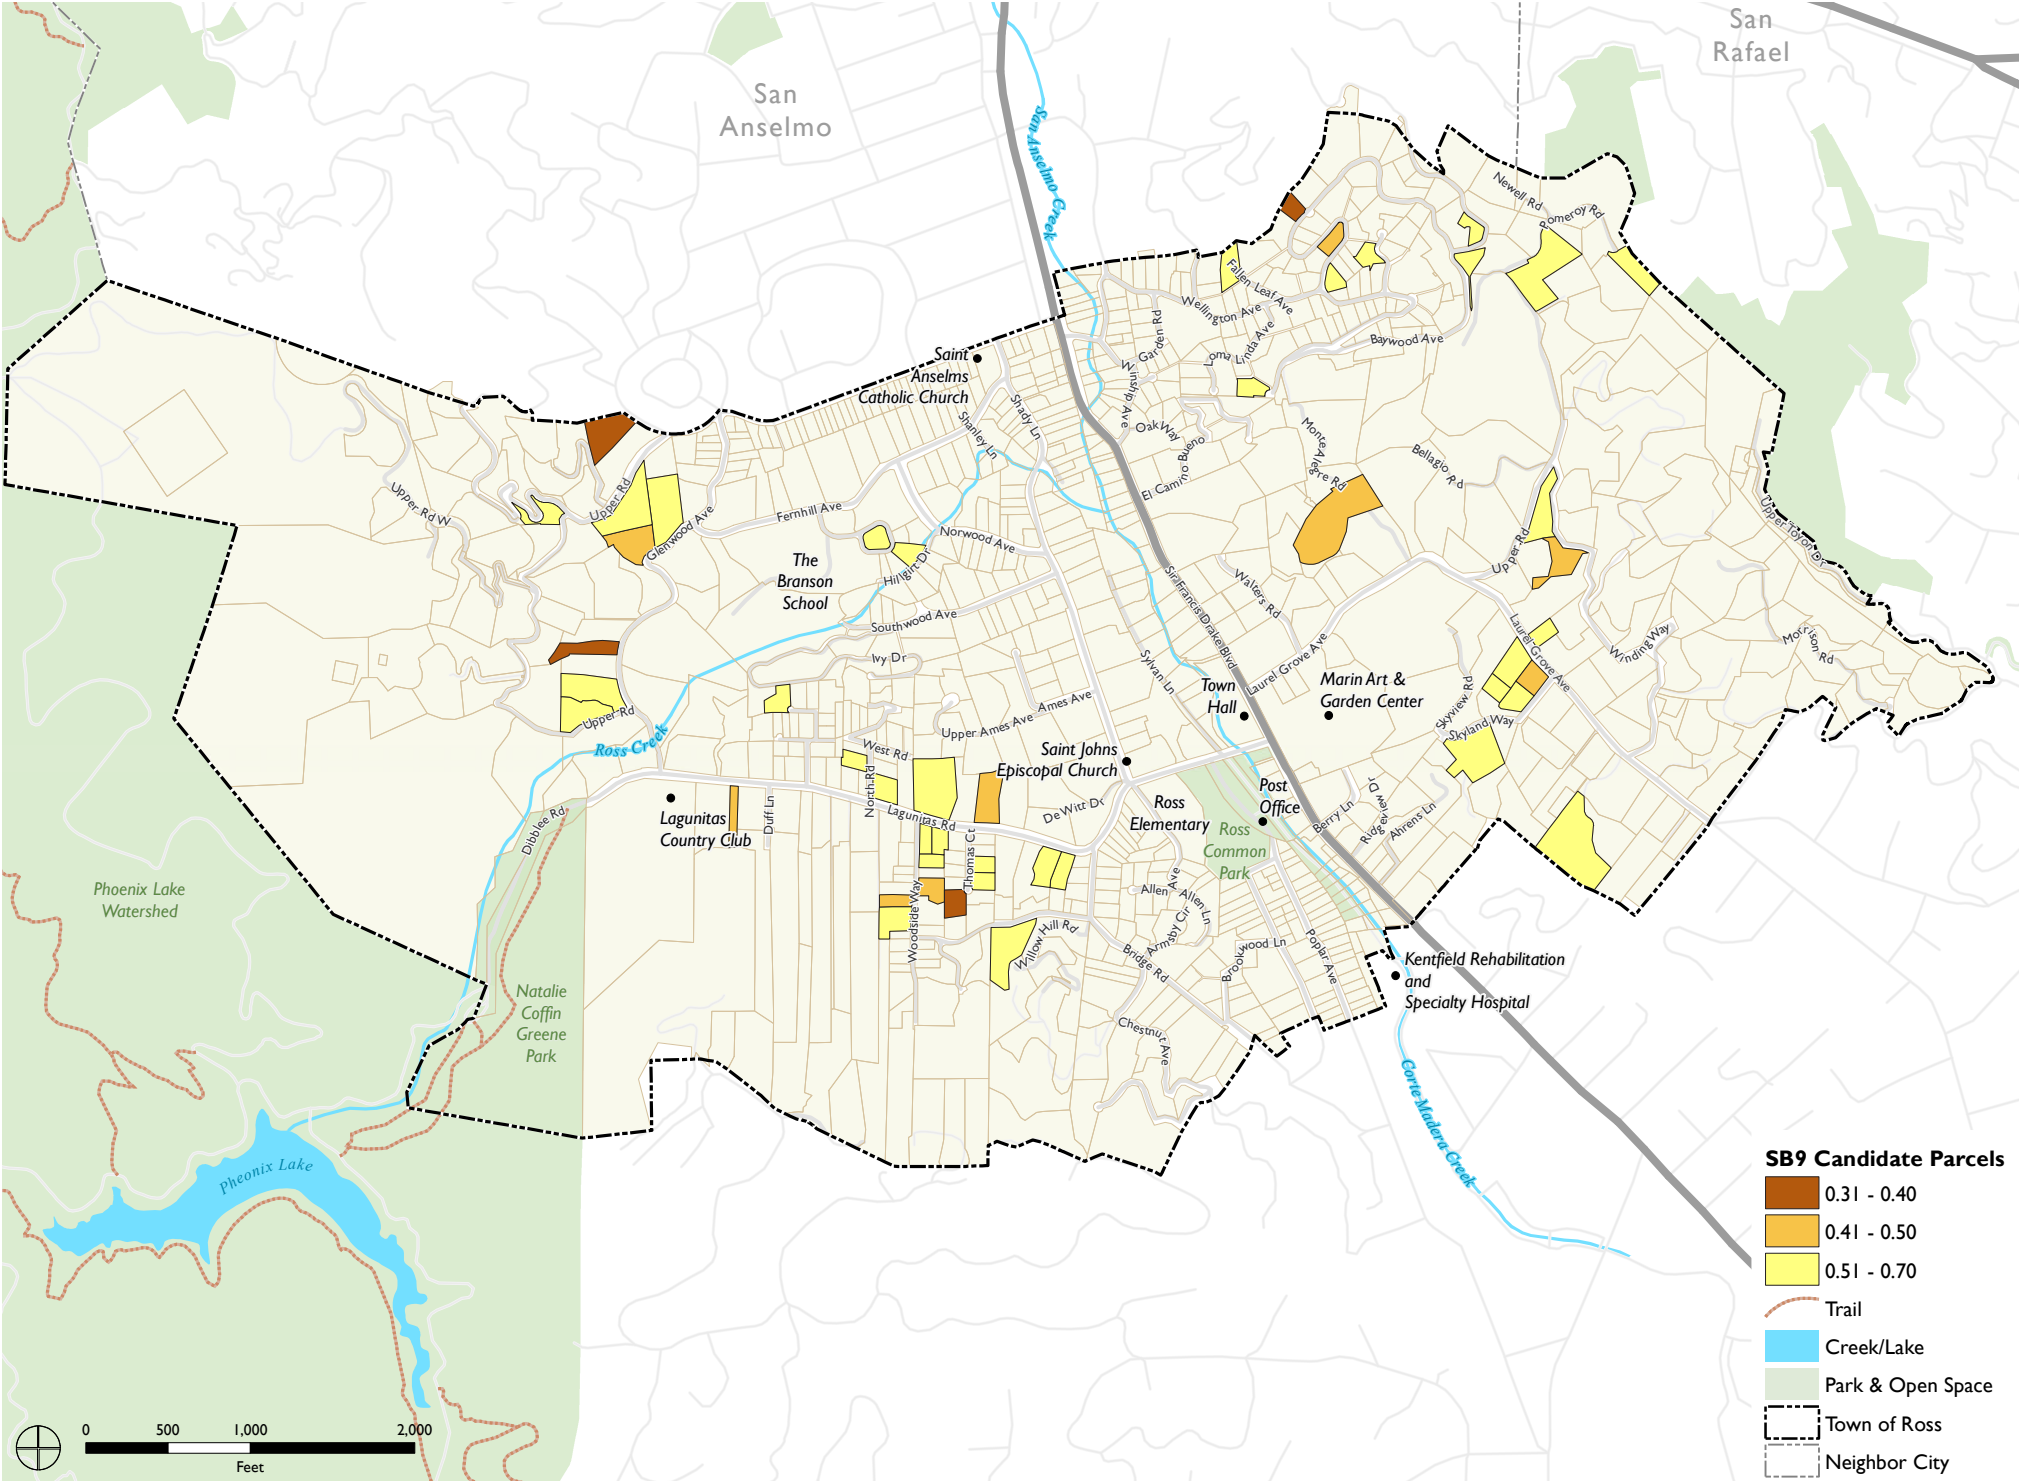 San
Rafael
San
Anselmo
San Anselmo Creek
Newell Rd
Pomeroy Rd
Fallen Leaf Ave
Wellington Ave
Winship Ave
Garden Rd
Loma Linda Ave
Baywood Ave
Saint
Anselms
Catholic Church
Shady Ln
Shanley Ln
Oak Way
El Camino Bueno
Monte Alegre Rd
Bellagio Rd
Upper Rd W
Upper Rd
Glenwood Ave
Fernhill Ave
Norwood Ave
Hillgirt Dr
The
Branson
School
Southwood Ave
Ivy Dr
Sir Francis Drake Blvd
Walters Rd
Upper Rd
Upper Toyon Dr
Laurel Grove Ave
Laurel Grove Ave
Winding Way
Morrison Rd
Sylvan Ln
Town
Hall
Marin Art &
Garden Center
Skyview Rd
Skyland Way
Upper Rd
Ross Creek
Ames Ave
Upper Ames Ave
West Rd
North Rd
Saint Johns
Episcopal Church
Post
Office
Ross
Elementary
Ross
Common
Park
De Witt Dr
Berry Ln
Ridgeview Dr
Ahrens Ln
Lagunitas Rd
Lagunitas
Country Club
Duff Ln
Dibblee Rd
Thomas Ct
Woodside Way
Allen Ave
Allen Ln
Armsby Cir
Willow Hill Rd
Bridge Rd
Brookwood Ln
Poplar Ave
Chestnut Ave
Phoenix Lake
Watershed
Natalie
Coffin
Greene
Park
Kentfield Rehabilitation
and
Specialty Hospital
Corte Madera Creek
Pheonix Lake
SB9 Candidate Parcels
0.31 - 0.40
0.41 - 0.50
0.51 - 0.70
Trail
Creek/Lake
Park & Open Space
Town of Ross
Neighbor City
0 500 1,000 2,000
Feet